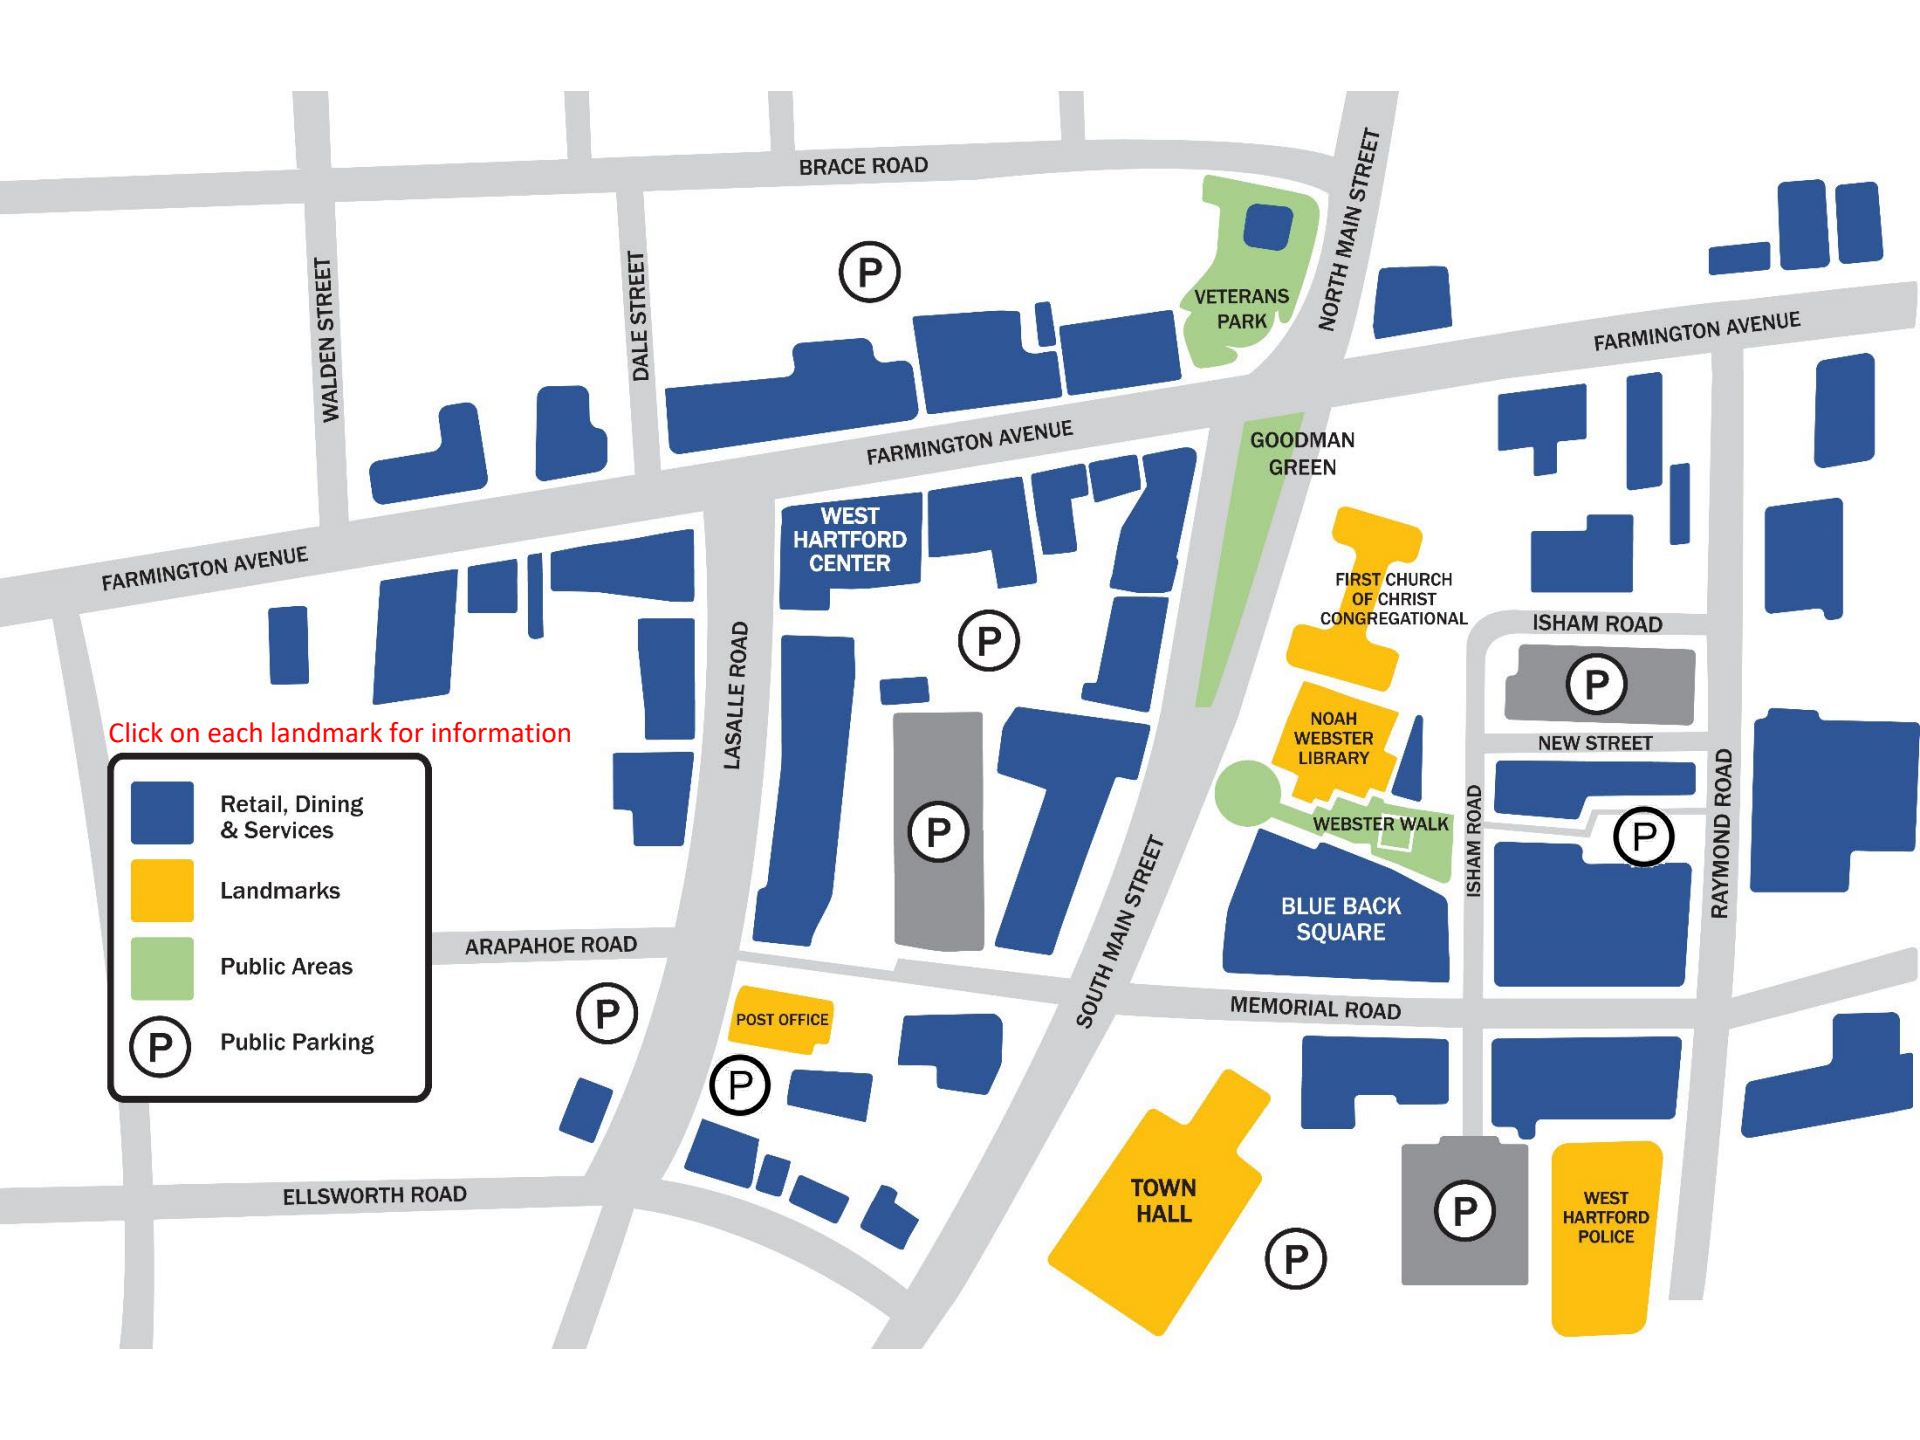 BRACE ROAD
NORTH MAIN STREET
WALDEN STREET
DALE STREET
P
VETERANS
PARK
FARMINGTON AVENUE
FARMINGTON AVENUE
GOODMAN
GREEN
WEST
HARTFORD
CENTER
FARMINGTON AVENUE
FIRST CHURCH
OF CHRIST
CONGREGATIONAL
ISHAM ROAD
P
LASALLE ROAD
P
NOAH
WEBSTER
LIBRARY
NEW STREET
Click on each landmark for information
Retail, Dining
& Services
Landmarks
Public Areas
P
Public Parking
P
WEBSTER WALK
ISHAM ROAD
P
RAYMOND ROAD
BLUE BACK
SQUARE
SOUTH MAIN STREET
ARAPAHOE ROAD
P
POST OFFICE
MEMORIAL ROAD
P
ELLSWORTH ROAD
TOWN
HALL
P
P
WEST
HARTFORD
POLICE